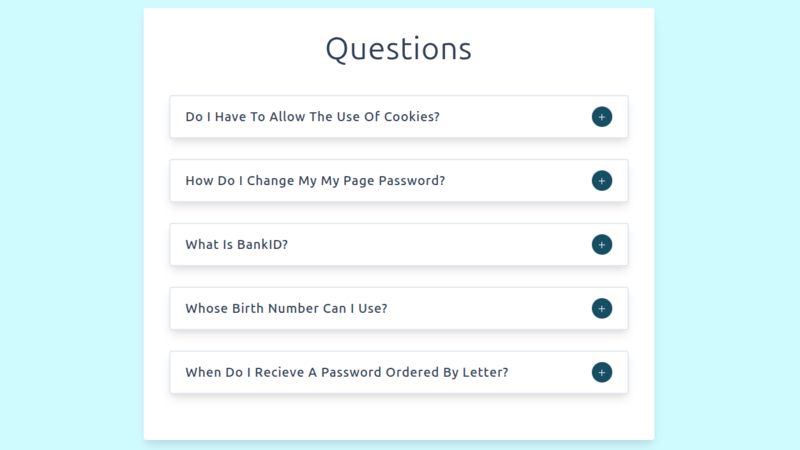 Questions
Do I Have To Allow The Use Of Cookies?
+
How Do I Change My My Page Password?
+
What Is BankID?
+
Whose Birth Number Can I Use?
+
When Do I Recieve A Password Ordered By Letter?
+